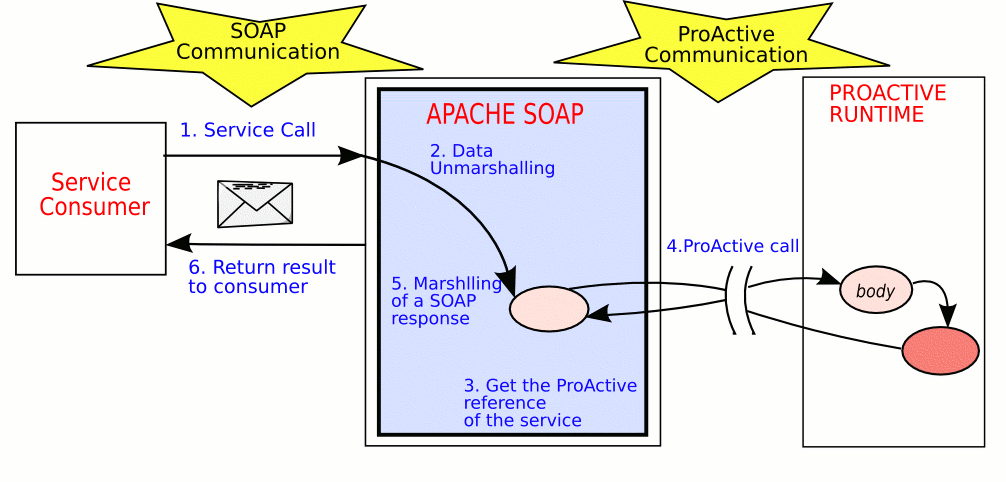 SOAP
Communication
ProActive
Communication
PROACTIVE
RUNTIME
APACHE SOAP
1. Service Call
2. Data
Unmarshalling
Service
Consumer
4.ProActive call
6. Return result
to consumer
5. Marshlling
of a SOAP
response
body
3. Get the ProActive
reference
of the service